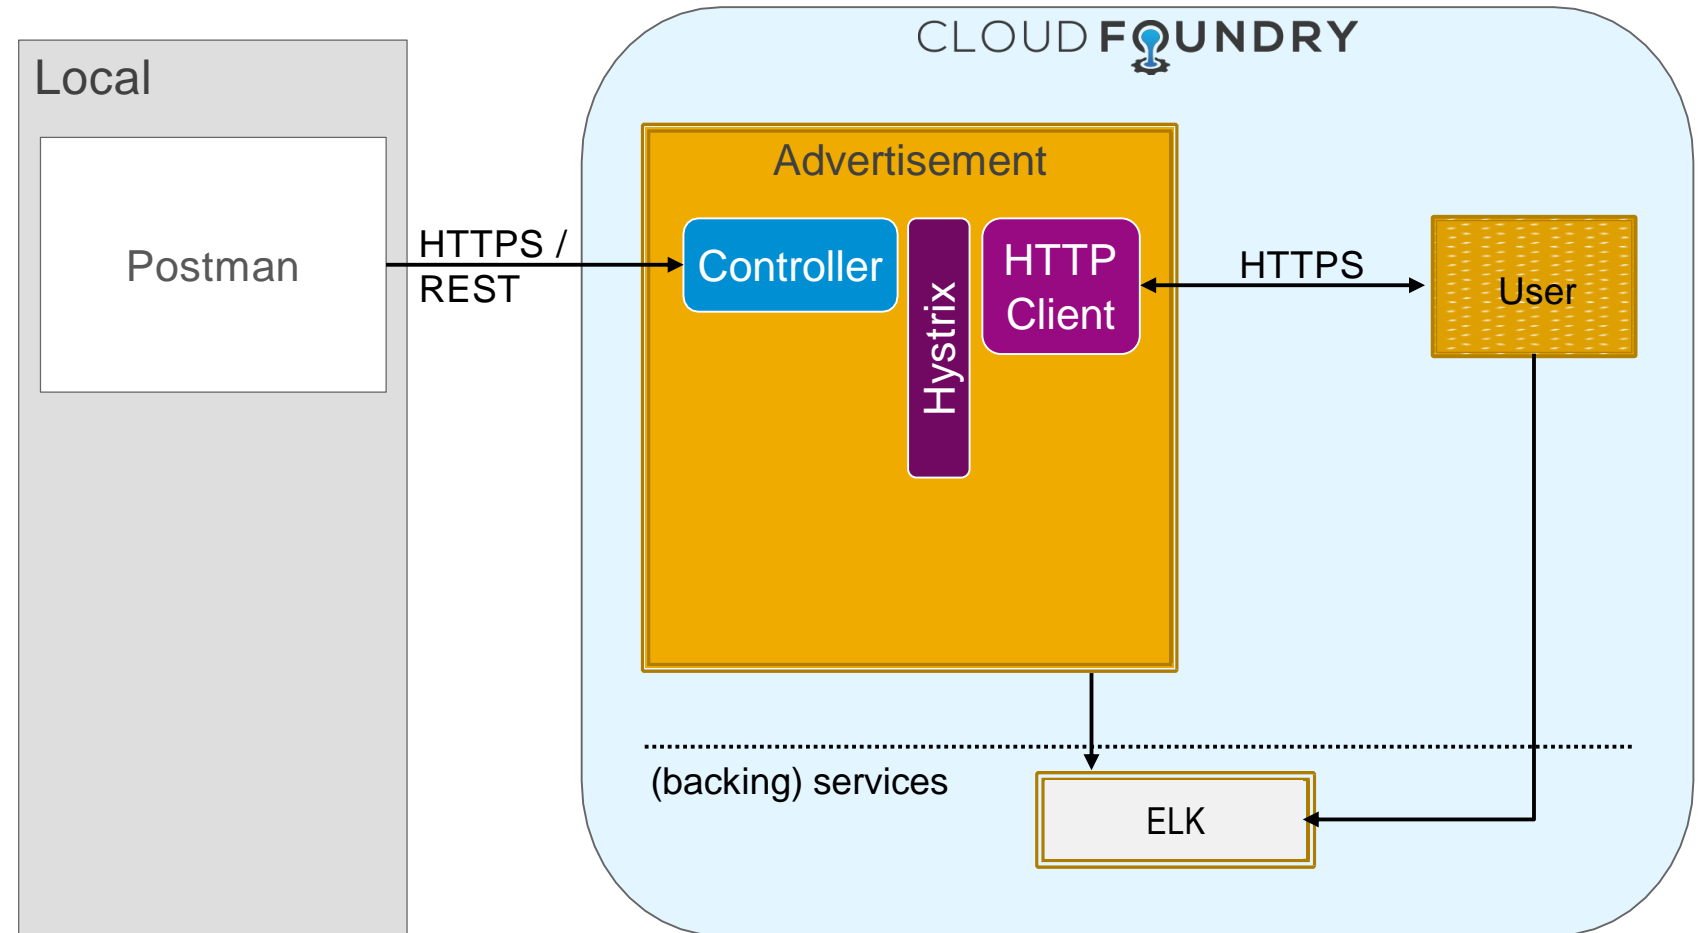 CLOUD FOUNDRY
Local
Advertisement
Postman
HTTPS /
REST
Controller
Hystrix
HTTP
Client
HTTPS
User
(backing) services
ELK